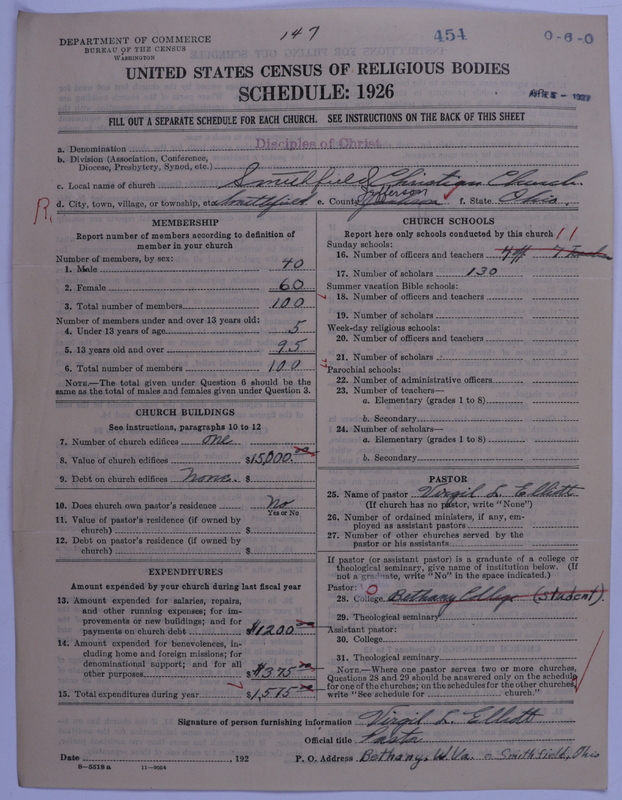 DEPARTMENT OF COMMERCE
BUREAU OF THE CENSUS
WASHINGTON
147
454
0-6-0
UNITED STATES CENSUS OF RELIGIOUS BODIES
SCHEDULE: 1926
FILL OUT A SEPARATE SCHEDULE FOR EACH CHURCH. SEE INSTRUCTIONS ON THE BACK OF THIS SHEET
Disciples of Christ
a. Denomination
b. Division (Association, Conference,
Diocese, Presbytery, Synod, etc.)
c. Local name of church Smithfield Christian Church
R. d. City, town, village, or township, etc. Smithfield e. County Jefferson f. State Ohio
MEMBERSHIP
Report number of members according to definition of
member in your church
Number of members, by sex:
1. Male 40
2. Female 60
3. Total number of members 100
Number of members under and over 13 years old:
4. Under 13 years of age 5
5. 13 years old and over 95
6. Total number of members 100
NOTE.—The total given under Question 6 should be the
same as the total of males and females given under Question 3.
CHURCH BUILDINGS
See instructions, paragraphs 10 to 12
7. Number of church edifices one
8. Value of church edifices $15,000.00
9. Debt on church edifices None. $
10. Does church own pastor's residence No
Yes or No
11. Value of pastor's residence (if owned by
church) $
12. Debt on pastor's residence (if owned by
church) $
EXPENDITURES
Amount expended by your church during last fiscal year
13. Amount expended for salaries, repairs,
and other running expenses; for im-
provements or new buildings; and for
payments on church debt $1200.00
14. Amount expended for benevolences, in-
cluding home and foreign missions; for
denominational support; and for all
other purposes $375.00
15. Total expenditures during year $1,575.00
CHURCH SCHOOLS
Report here only schools conducted by this church
Sunday schools: 11
16. Number of officers and teachers 4 off 7
17. Number of scholars 130
Summer vacation Bible schools:
18. Number of officers and teachers
19. Number of scholars
Week-day religious schools:
20. Number of officers and teachers
21. Number of scholars
Parochial schools:
22. Number of administrative officers
23. Number of teachers—
a. Elementary (grades 1 to 8)
b. Secondary
24. Number of scholars—
a. Elementary (grades 1 to 8)
b. Secondary
PASTOR
25. Name of pastor Virgil L. Elliott
(If church has no pastor, write "None")
26. Number of ordained ministers, if any, em-
ployed as assistant pastors
27. Number of other churches served by the
pastor or his assistants
If pastor (or assistant pastor) is a graduate of a college or
theological seminary, give name of institution below. (If
not a graduate, write "No" in the space indicated.)
Pastor: 0
28. College Bethany College (Student).
29. Theological seminary
Assistant pastor:
30. College
31. Theological seminary
NOTE.—Where one pastor serves two or more churches,
Questions 28 and 29 should be answered only on the schedule
for one of the churches; on the schedules for the other churches,
write "See schedule for church."
Signature of person furnishing information Virgil L. Elliott
Official title Pastor
Date , 192 P. O. Address Bethany, W. Va. or Smithfield, Ohio
8-5518a 11-9054